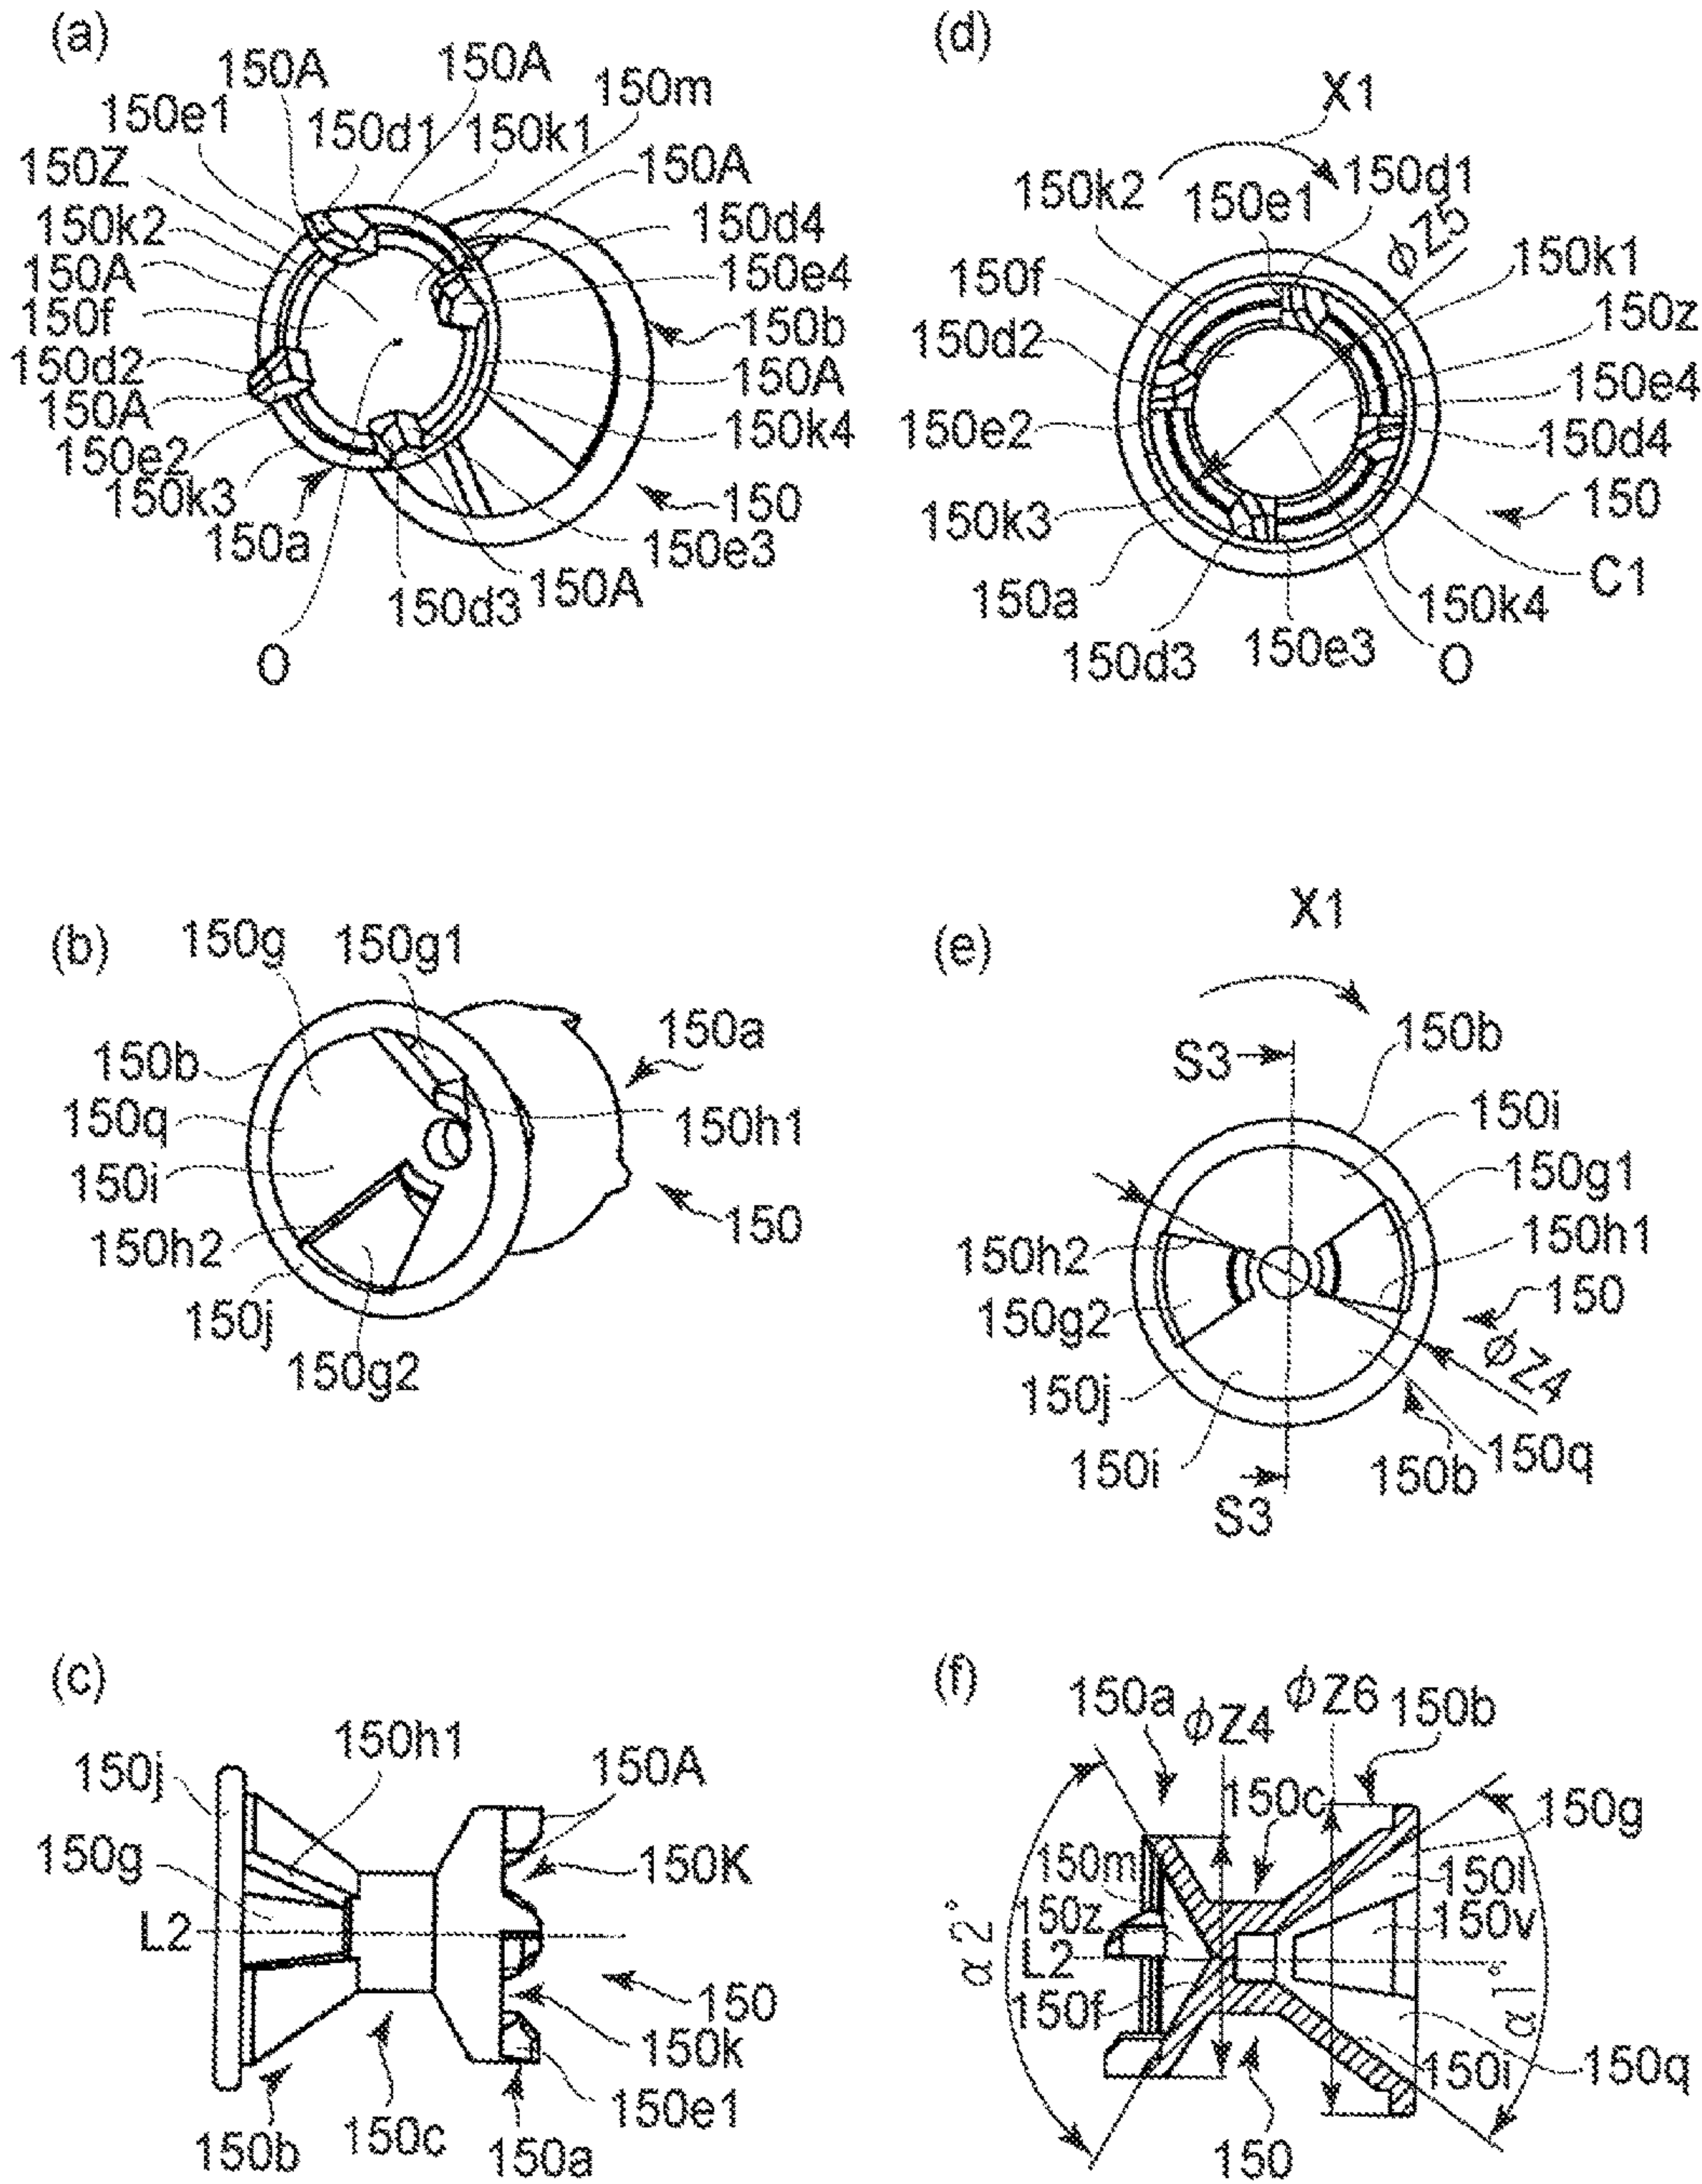 (a)
150A
150A
150m
150e1
150d1
150k1
150Z
150A
150k2
150d4
150A
150e4
150f
150b
150d2
150A
150A
150k4
150e2
150k3
150
150a
150e3
150A
150d3
O
(d)
X1
150k2
150e1
150d1
φZ5
150k1
150f
150z
150d2
150e4
150e2
150d4
150k3
150
C1
150a
150k4
150d3
150e3
O
(b)
150g
150g1
150a
150b
150q
150h1
150i
150
150h2
150j
150g2
(e)
X1
S3
150b
150i
150g1
150h1
150h2
150
150g2
φZ4
150j
150q
150i
150b
S3
(c)
150h1
150j
150A
150g
150K
L2
150
150k
150e1
150c
150b
150a
(f)
150a
φZ4
φZ6
150b
150c
150g
150m
150l
150z
150v
α2°
L2
α1°
150f
150i
150q
150